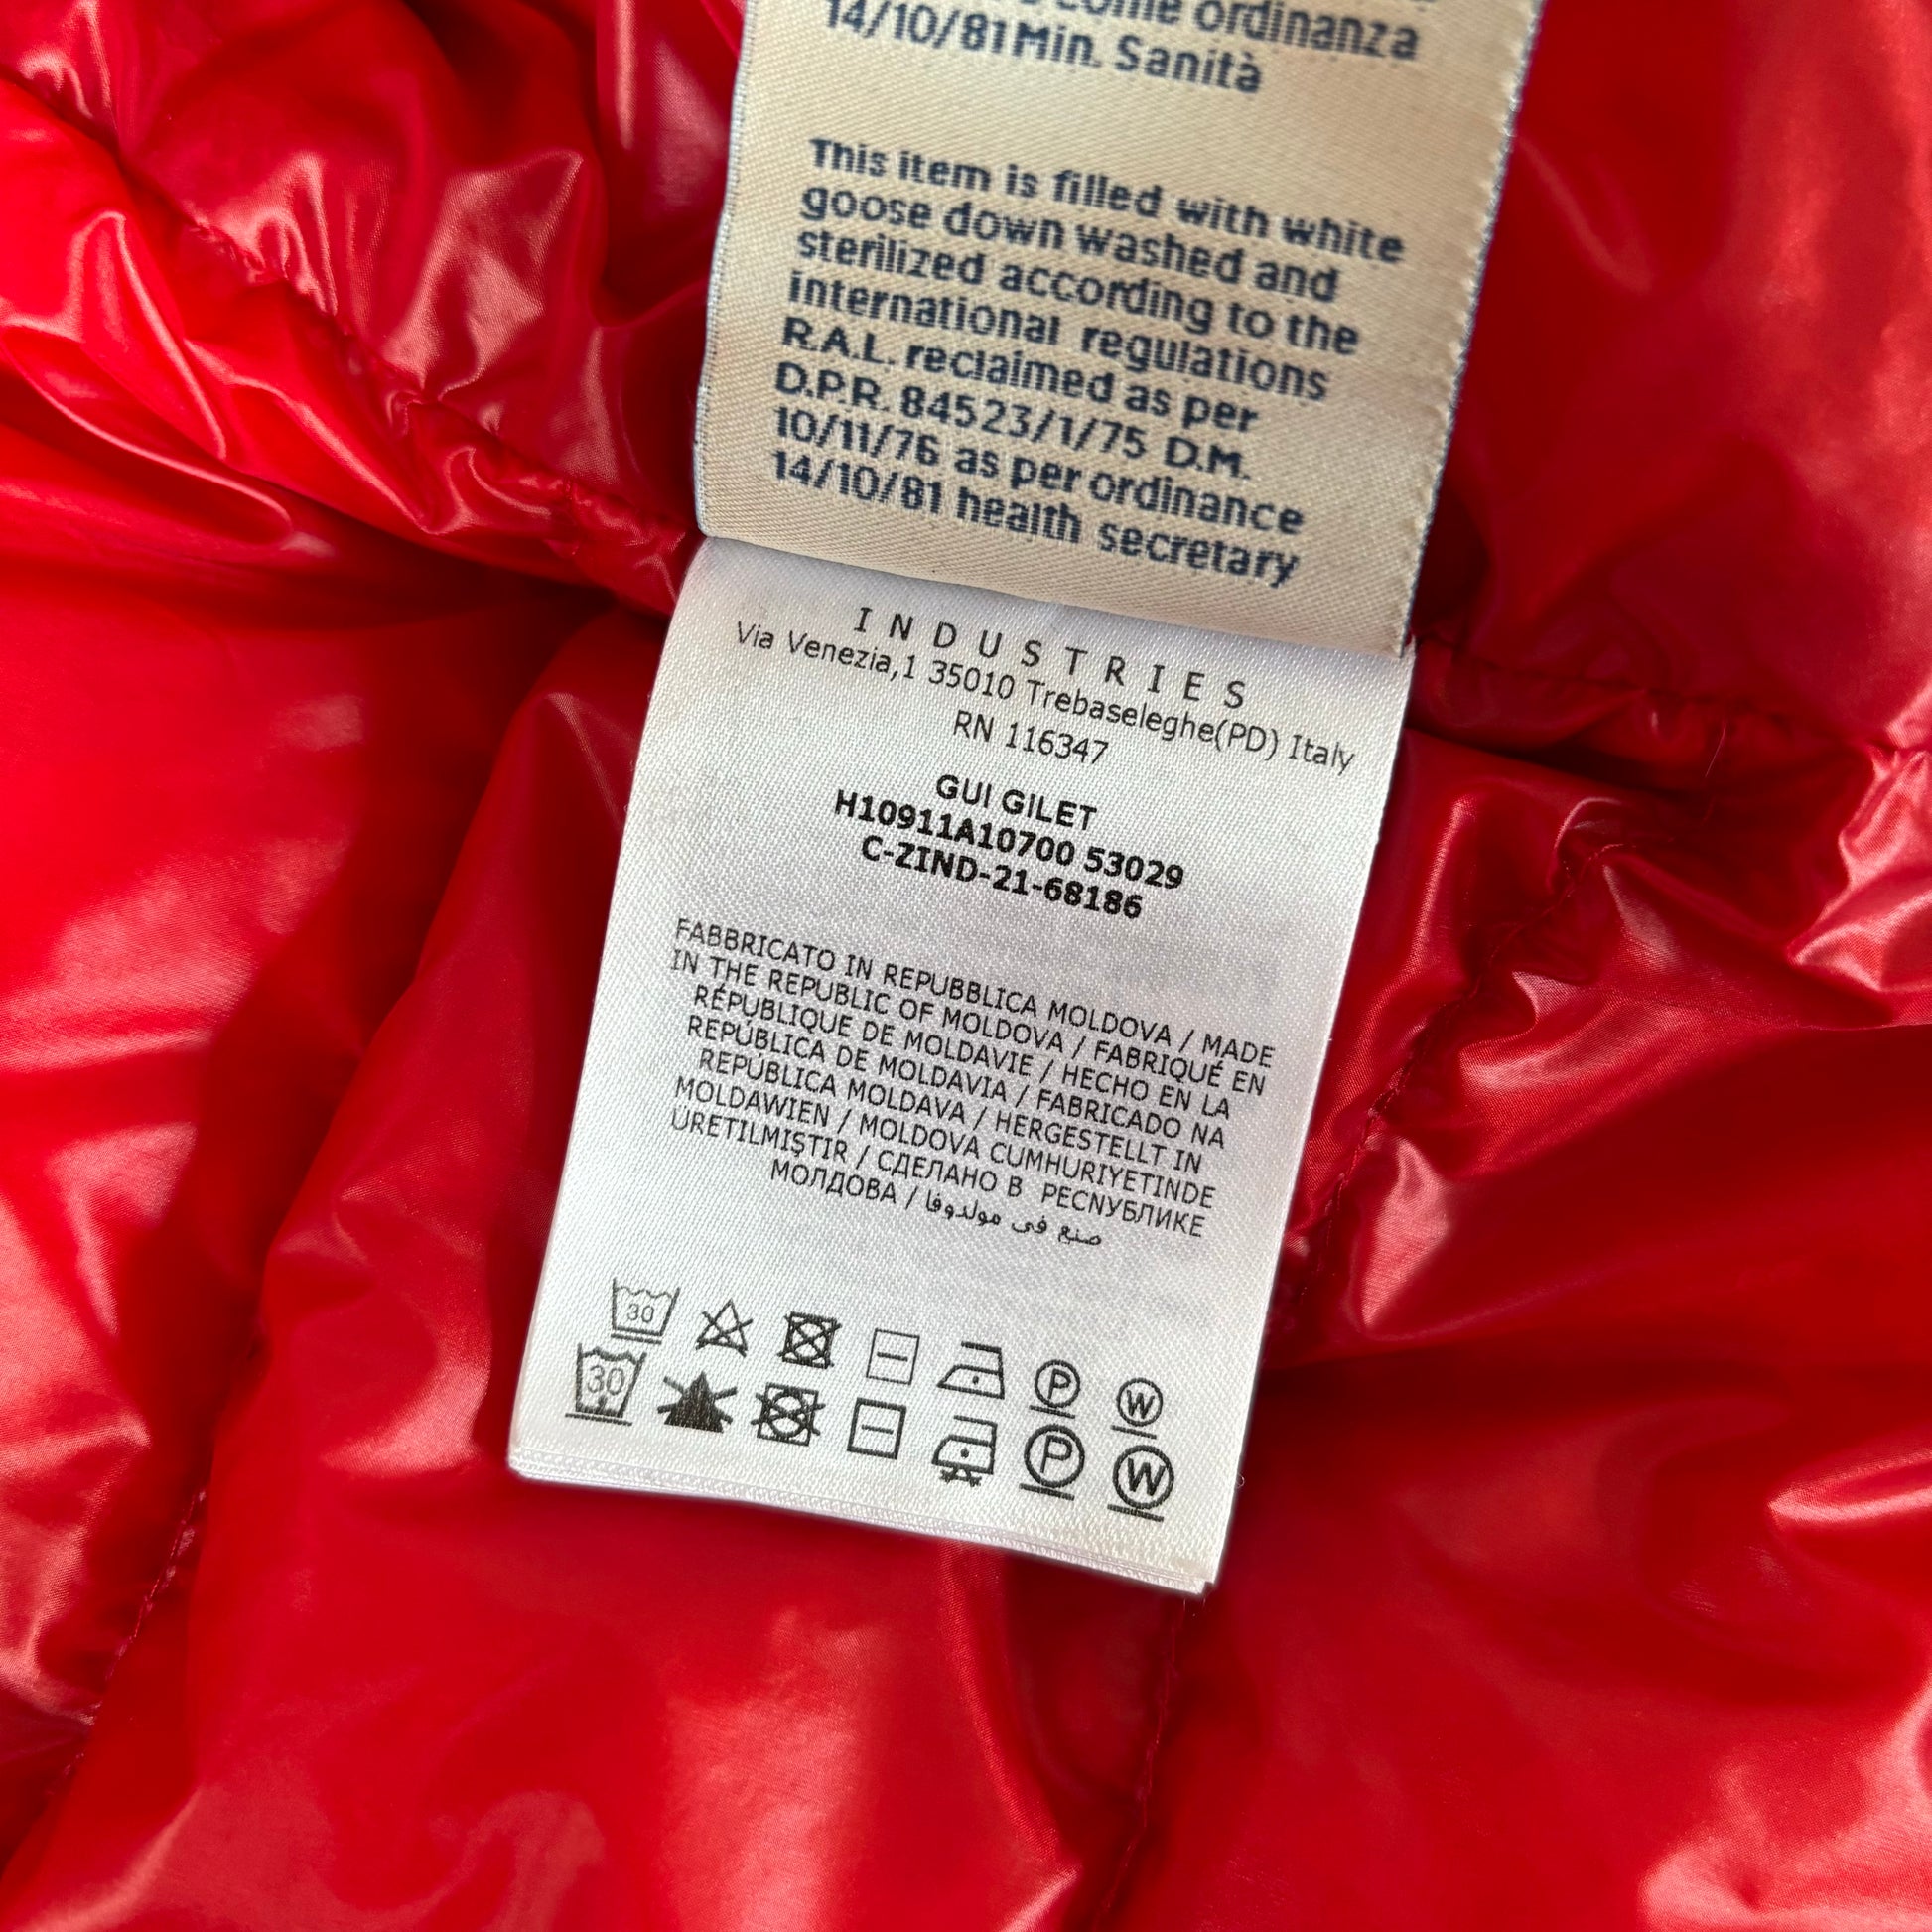 come ordinanza
14/10/81 Min. Sanità
This item is filled with white
goose down washed and
sterilized according to the
international regulations
R.A.L. reclaimed as per
D.P.R. 84523/1/75 D.M.
10/11/76 as per ordinance
14/10/81 health secretary
INDUSTRIES
Via Venezia,1 35010 Trebaseleghe(PD) Italy
RN 116347
GUI GILET
H10911A10700 53029
C-ZIND-21-68186
FABBRICATO IN REPUBBLICA MOLDOVA / MADE
IN THE REPUBLIC OF MOLDOVA / FABRIQUÉ EN
RÉPUBLIQUE DE MOLDAVIE / HECHO EN LA
REPÚBLICA DE MOLDAVIA / FABRICADO NA
REPÚBLICA MOLDAVA / HERGESTELLT IN
MOLDAWIEN / MOLDOVA CUMHURIYETINDE
ÜRETILMIŞTIR / СДЕЛАНО В РЕСNУБЛИКЕ
МОЛДОВА / صنع في مولدوفا
30 P W
30 P W